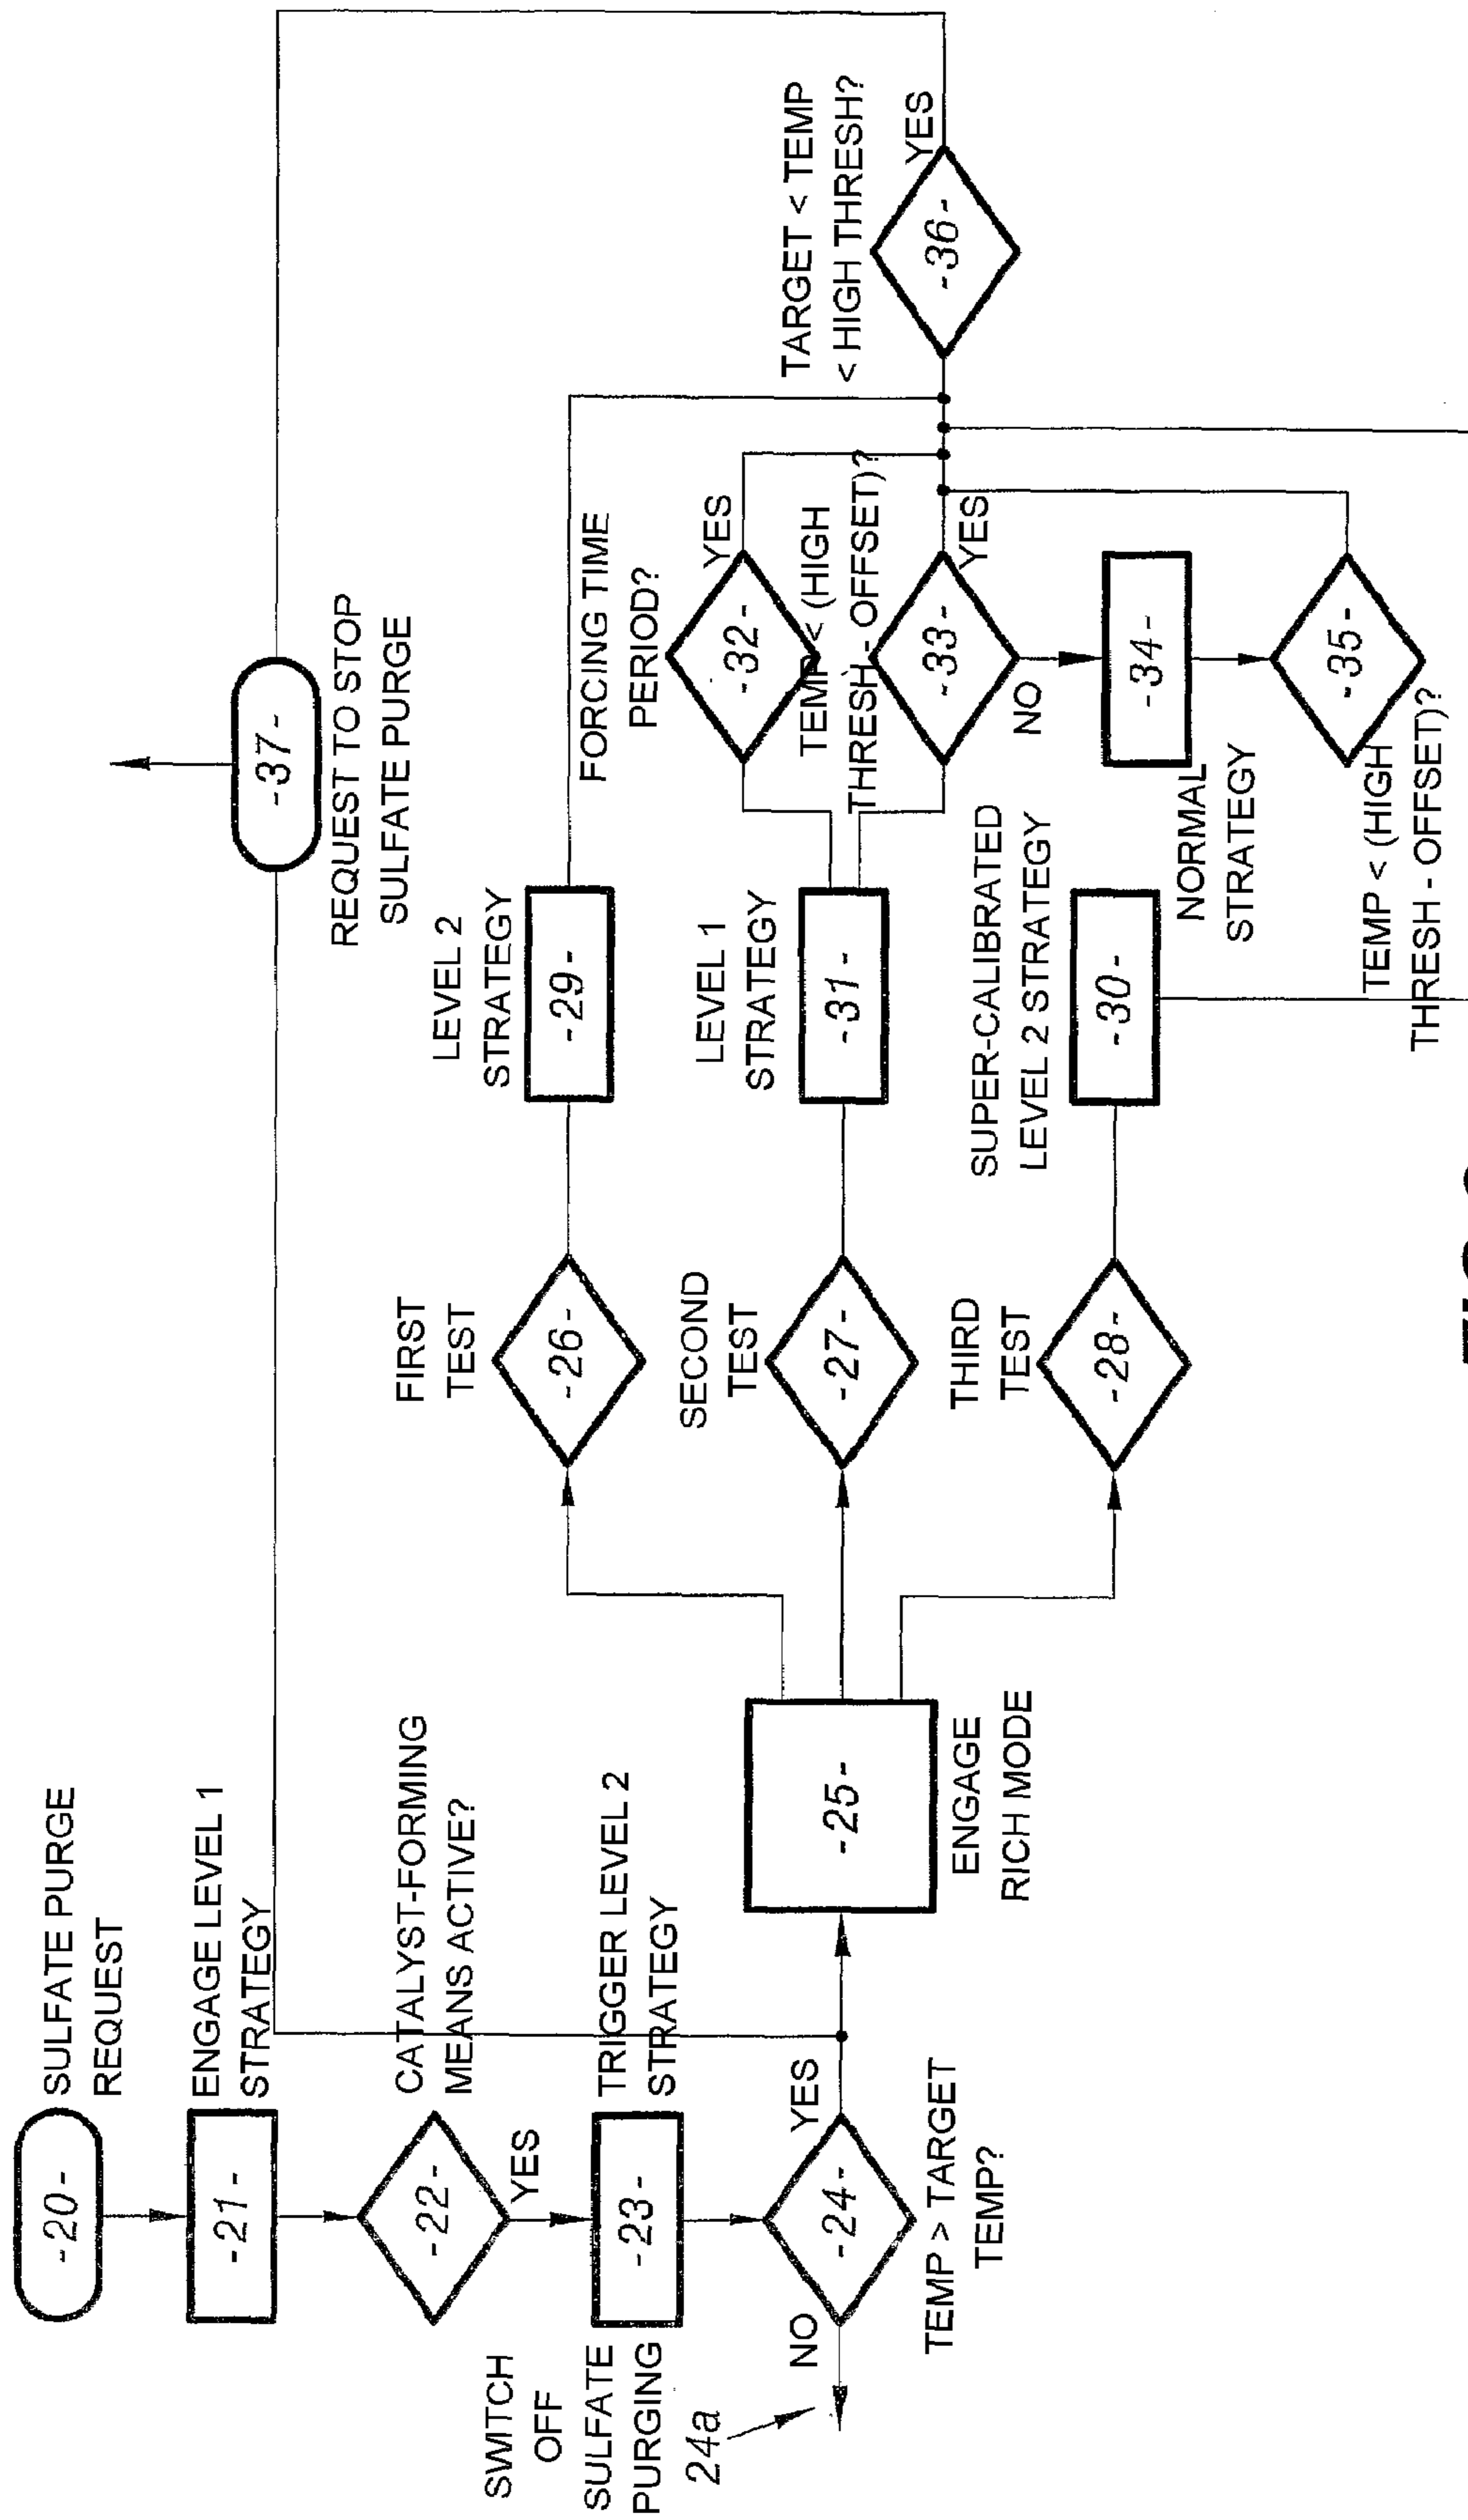 -20-
SULFATE PURGE
REQUEST
-21-
ENGAGE LEVEL 1
STRATEGY
-22-
CATALYST-FORMING
MEANS ACTIVE?
YES
-23-
TRIGGER LEVEL 2
STRATEGY
SWITCH
OFF
SULFATE
PURGING
24a
NO
-24-
YES
TEMP > TARGET
TEMP?
-25-
ENGAGE
RICH MODE
FIRST
TEST
-26-
SECOND
TEST
-27-
THIRD
TEST
-28-
LEVEL 2
STRATEGY
-29-
LEVEL 1
STRATEGY
-31-
SUPER-CALIBRATED
LEVEL 2 STRATEGY
-30-
FORCING TIME
PERIOD?
-32-
YES
TEMP < (HIGH
THRESH - OFFSET)?
-33-
YES
NO
-34-
NORMAL
STRATEGY
-35-
TEMP < (HIGH
THRESH - OFFSET)?
TARGET < TEMP
< HIGH THRESH?
-36-
YES
-37-
REQUEST TO STOP
SULFATE PURGE